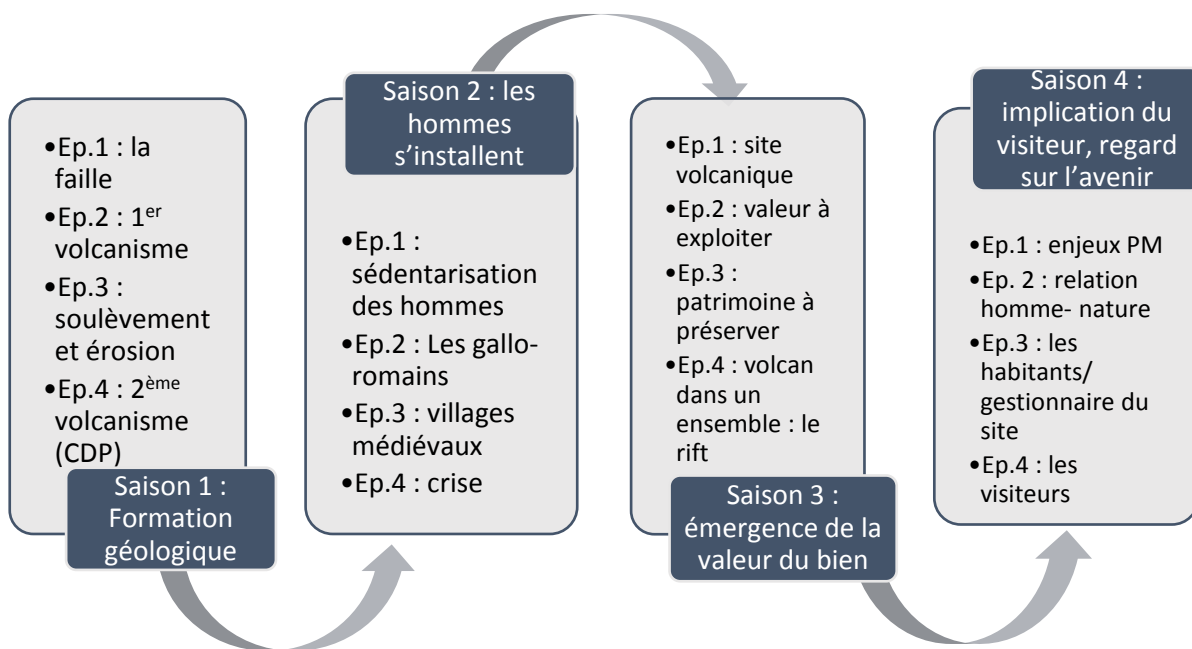 •Ep.1 : la
faille
•Ep.2 : 1er
volcanisme
•Ep.3 :
soulèvement
et érosion
•Ep.4 : 2ème
volcanisme
(CDP)
Saison 1 :
Formation
géologique
Saison 2 : les
hommes
s’installent
•Ep.1 :
sédentarisation
des hommes
•Ep.2 : Les gallo-
romains
•Ep.3 : villages
médiévaux
•Ep.4 : crise
•Ep.1 : site
volcanique
•Ep.2 : valeur à
exploiter
•Ep.3 :
patrimoine à
préserver
•Ep.4 : volcan
dans un
ensemble : le
rift
Saison 3 :
émergence de la
valeur du bien
Saison 4 :
implication du
visiteur, regard
sur l’avenir
•Ep.1 : enjeux PM
•Ep. 2 : relation
homme- nature
•Ep.3 : les
habitants/
gestionnaire du
site
•Ep.4 : les
visiteurs